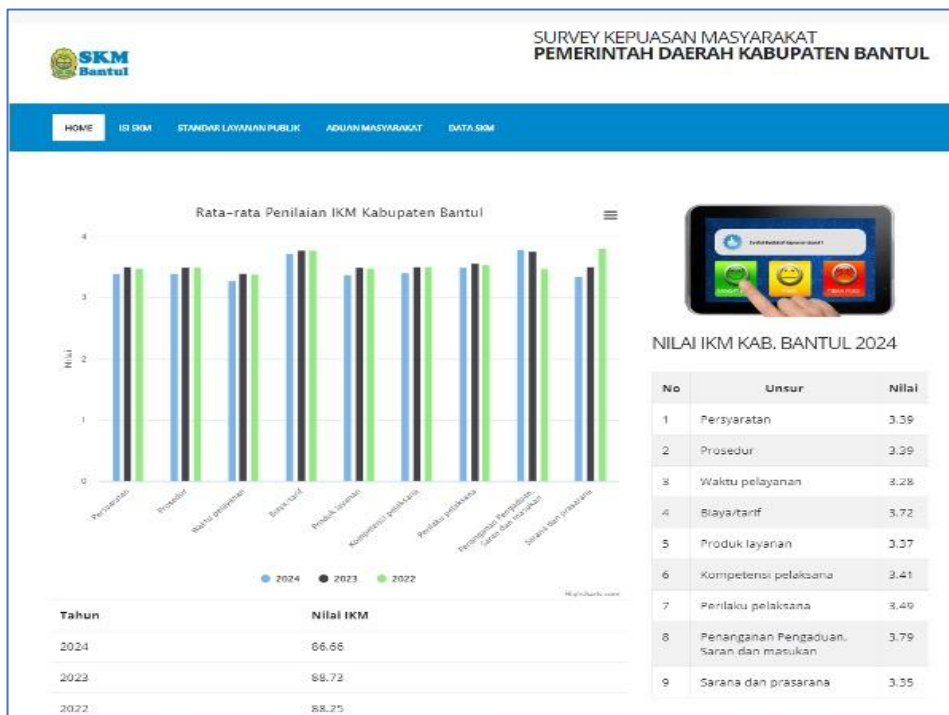 SKM
Bantul
SURVEY KEPUASAN MASYARAKAT
PEMERINTAH DAERAH KABUPATEN BANTUL
HOME ISI SKM STANDAR LAYANAN PUBLIK ADUAN MASYARAKAT DATA SKM
Rata-rata Penilaian IKM Kabupaten Bantul
Nilai
4
3
2
1
0
Persyaratan
Prosedur
Waktu pelayanan
Biaya/tarif
Produk layanan
Kompetensi pelaksana
Perilaku pelaksana
Penanganan Pengaduan,
Saran dan masukan
Sarana dan prasarana
2024 2023 2022
Highcharts.com
Tahun Nilai IKM
2024 86.66
2023 88.73
2022 88.25
NILAI IKM KAB. BANTUL 2024
No Unsur Nilai
1 Persyaratan 3.39
2 Prosedur 3.39
3 Waktu pelayanan 3.28
4 Biaya/tarif 3.72
5 Produk layanan 3.37
6 Kompetensi pelaksana 3.41
7 Perilaku pelaksana 3.49
8 Penanganan Pengaduan, 3.79
Saran dan masukan
9 Sarana dan prasarana 3.35